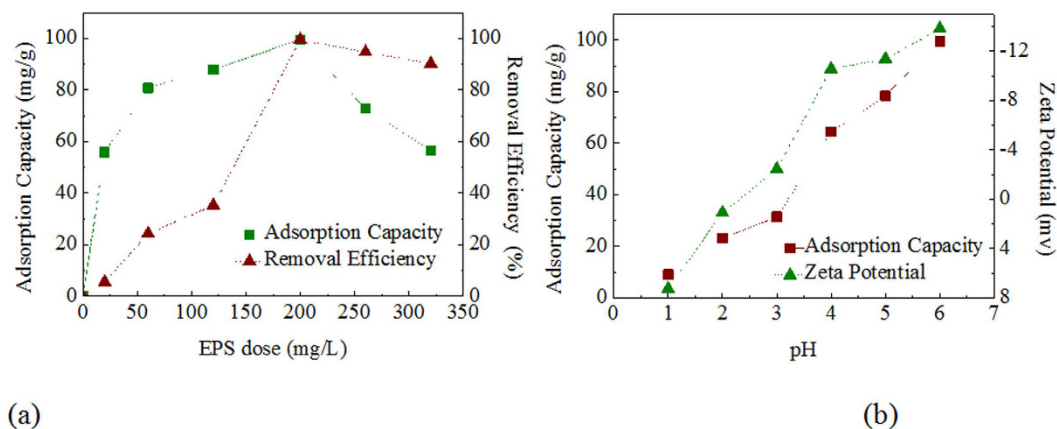 100
80
60
40
20
0
Adsorption Capacity (mg/g)
0 50 100 150 200 250 300 350
EPS dose (mg/L)
100
80
60
40
20
0
Removal Efficiency (%)
Adsorption Capacity
Removal Efficiency
(a)
100
80
60
40
20
0
Adsorption Capacity (mg/g)
0 1 2 3 4 5 6 7
pH
-12
-8
-4
0
4
8
Zeta Potential (mv)
Adsorption Capacity
Zeta Potential
(b)